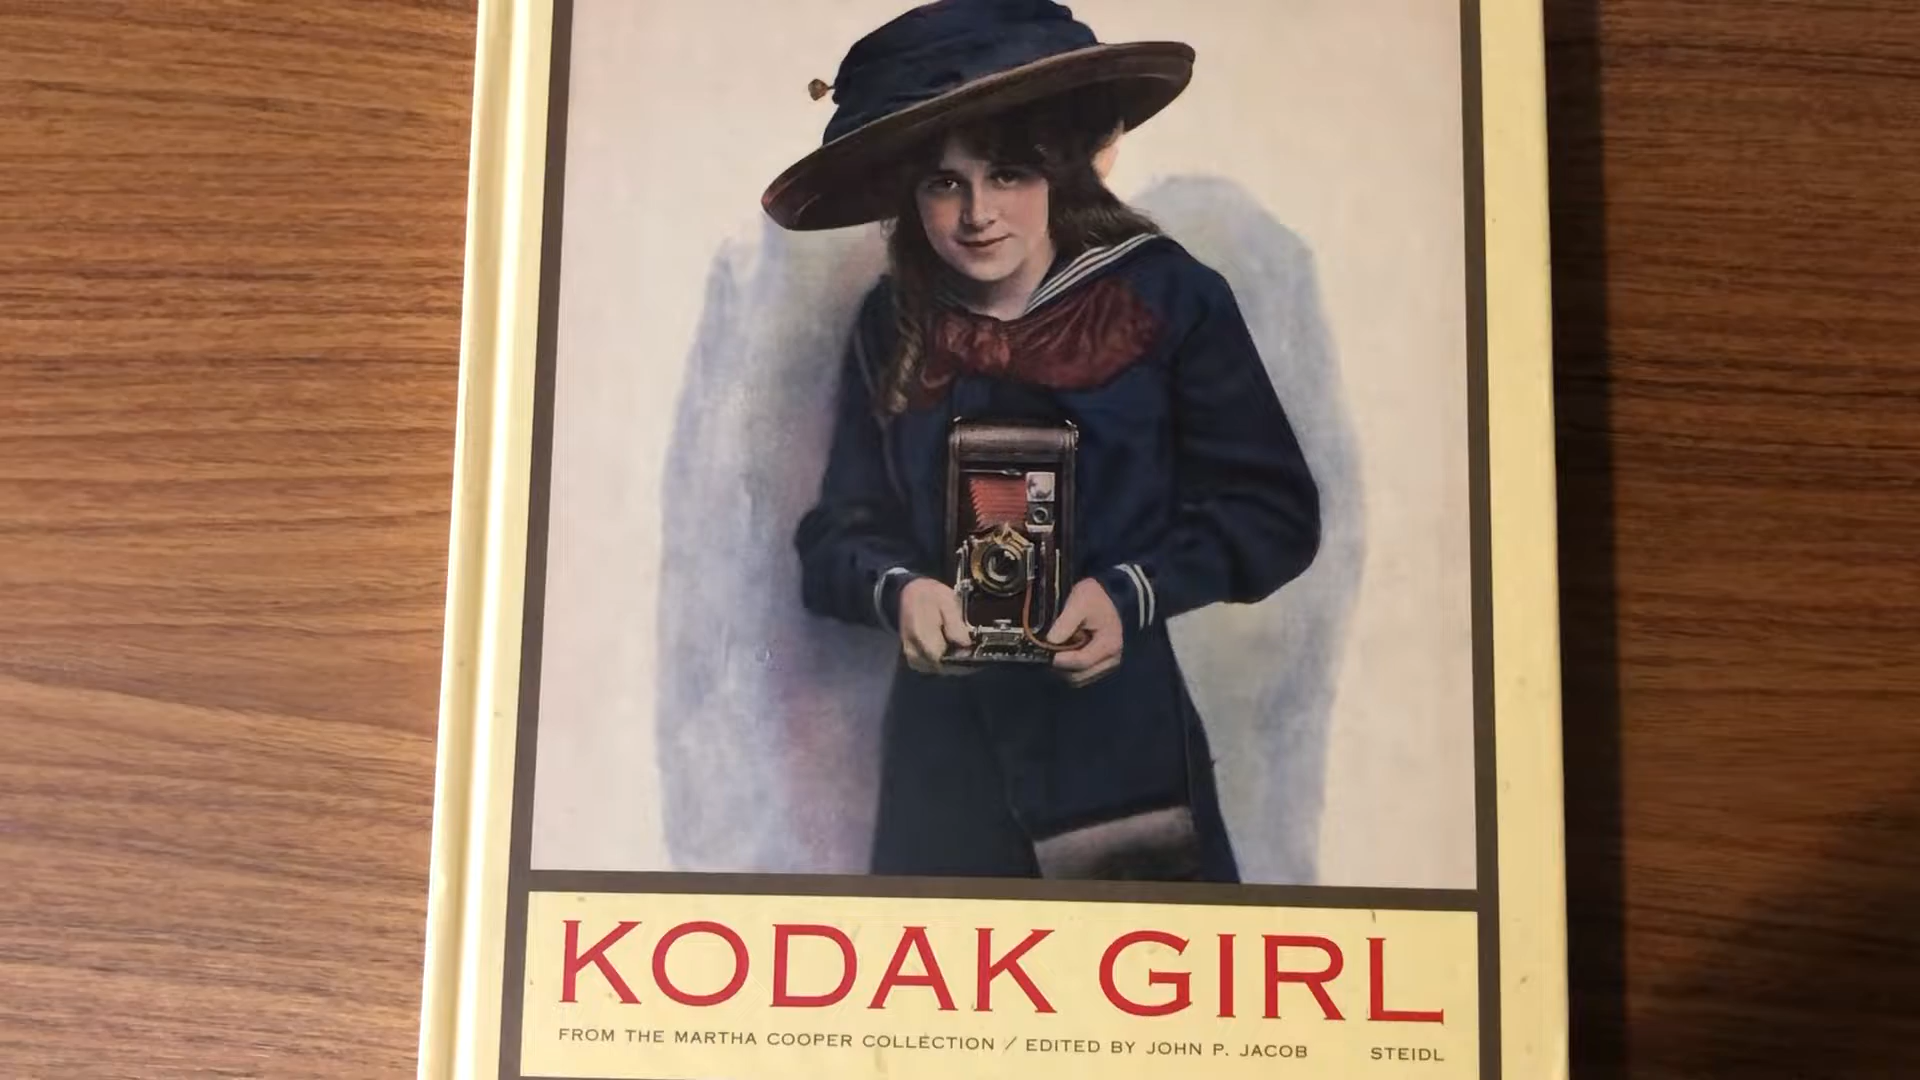 KODAK GIRL
FROM THE MARTHA COOPER COLLECTION / EDITED BY JOHN P. JACOB STEIDL